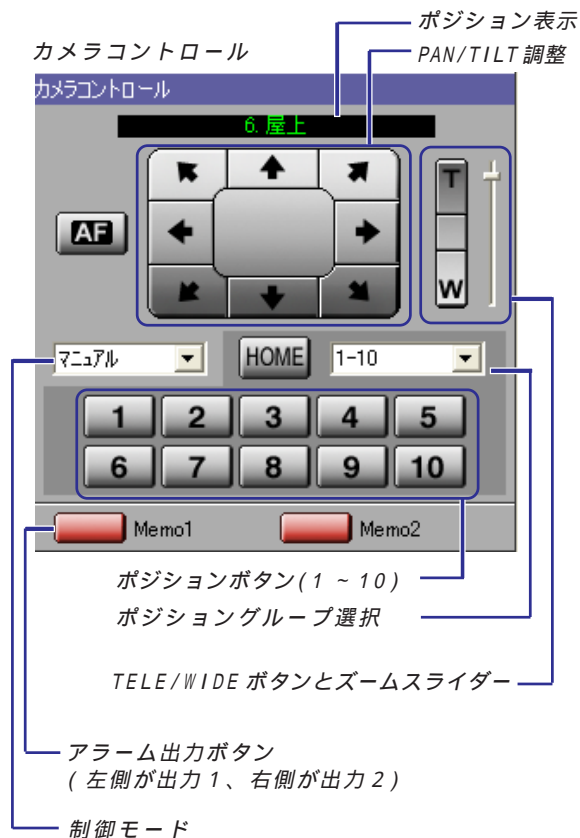 ポジション表示
カメラコントロール
PAN/TILT調整
カメラコントロール
6.屋上
T
AF
W
マニュアル
HOME
1-10
1 2 3 4 5
6 7 8 9 10
Memo1 Memo2
ポジションボタン(1 ~ 10)
ポジショングループ選択
TELE/WIDEボタンとズームスライダー
アラーム出力ボタン
(左側が出力1、右側が出力2)
制御モード